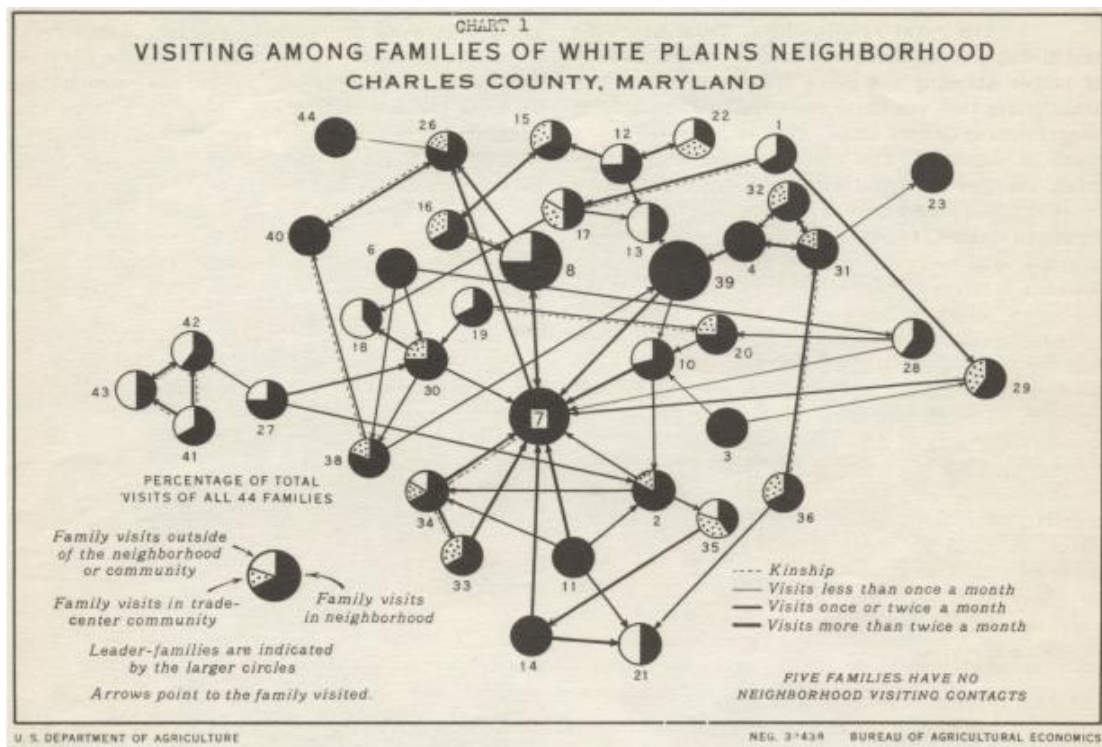 CHART 1
VISITING AMONG FAMILIES OF WHITE PLAINS NEIGHBORHOOD
CHARLES COUNTY, MARYLAND
44
26
15
12
22
1
32
23
16
17
13
40
6
8
39
4
31
42
18
19
20
28
43
30
10
29
27
7
41
38
3
34
2
35
36
33
11
14
21
PERCENTAGE OF TOTAL
VISITS OF ALL 44 FAMILIES
Family visits outside
of the neighborhood
or community
Family visits in trade-
center community
Family visits
in neighborhood
Leader-families are indicated
by the larger circles
Arrows point to the family visited.
Kinship
Visits less than once a month
Visits once or twice a month
Visits more than twice a month
FIVE FAMILIES HAVE NO
NEIGHBORHOOD VISITING CONTACTS
U. S. DEPARTMENT OF AGRICULTURE
NEG. BUREAU OF AGRICULTURAL ECONOMICS